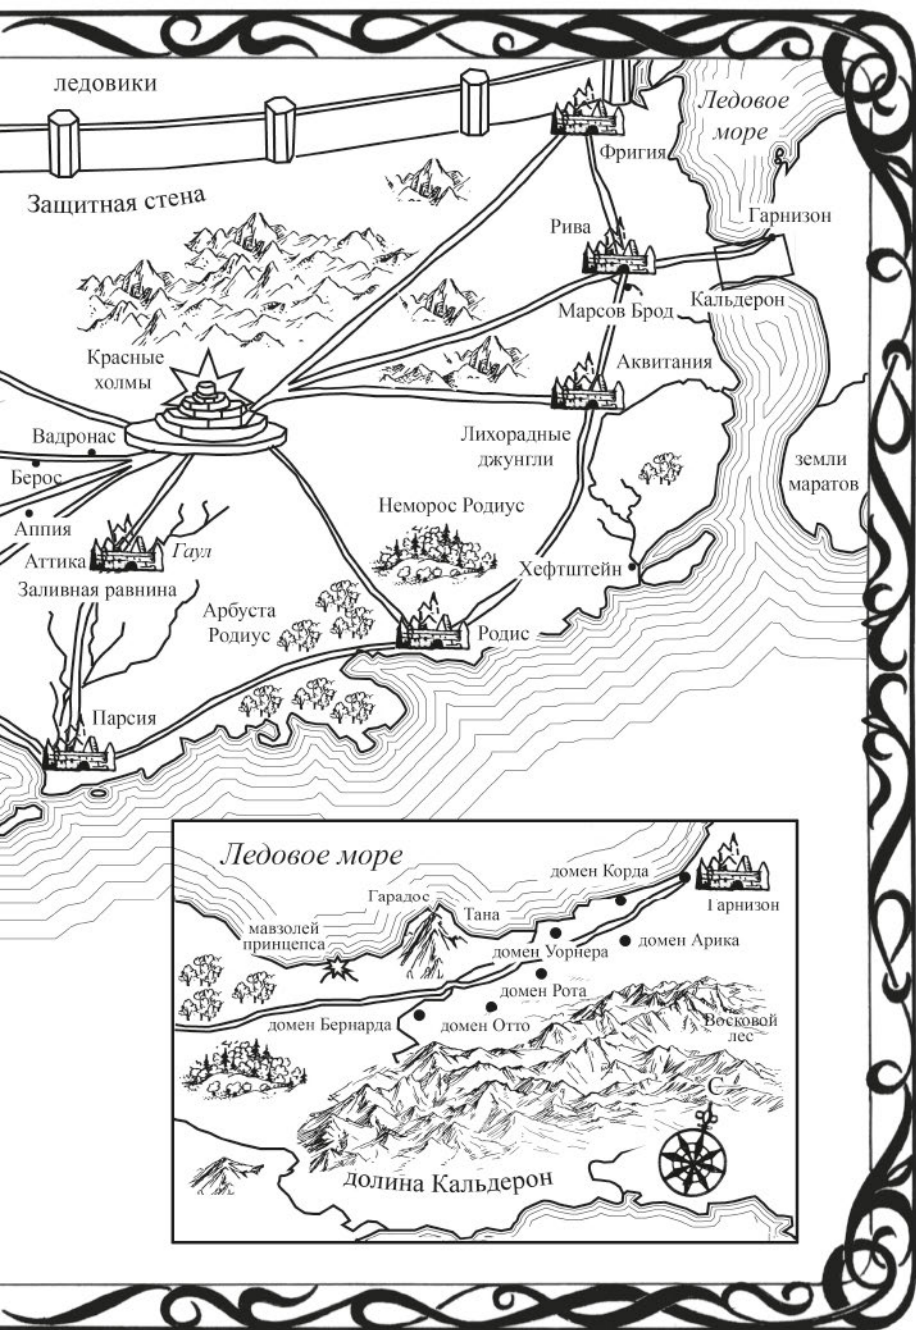 ледовики
Ледовое
море
Фригия
Защитная стена
Гарнизон
Рива
Кальдерон
Марсов Брод
Красные
холмы
Аквитания
Вадронас
Лихорадные
джунгли
Берос
земли
маратов
Неморос Родиус
Аппия
Гаул
Аттика
Хефтштейн
Заливная равнина
Арбуста
Родиус
Родис
Парсия
Ледовое море
домен Корда
Гарадос
Гарнизон
Тана
мавзолей
принцепса
домен Арика
домен Уорнера
домен Рота
домен Бернарда
домен Отто
Восковой
лес
С
долина Кальдерон